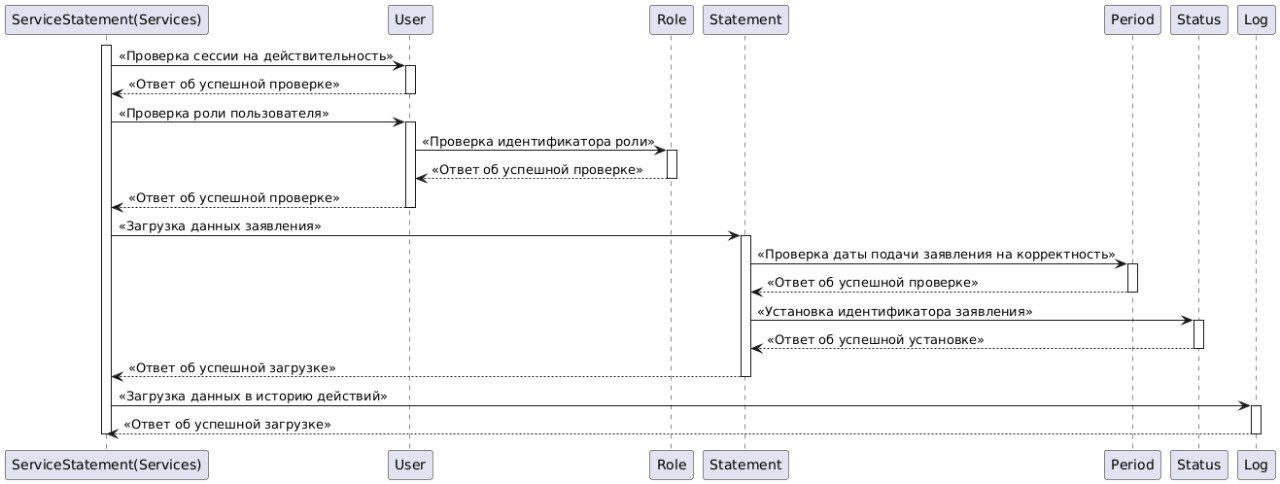 ServiceStatement(Services) User Role Statement Period Status Log
«Проверка сессии на действительность»
«Ответ об успешной проверке»
«Проверка роли пользователя»
«Проверка идентификатора роли»
«Ответ об успешной проверке»
«Ответ об успешной проверке»
«Загрузка данных заявления»
«Проверка даты подачи заявления на корректность»
«Ответ об успешной проверке»
«Установка идентификатора заявления»
«Ответ об успешной установке»
«Ответ об успешной загрузке»
«Загрузка данных в историю действий»
«Ответ об успешной загрузке»
ServiceStatement(Services) User Role Statement Period Status Log